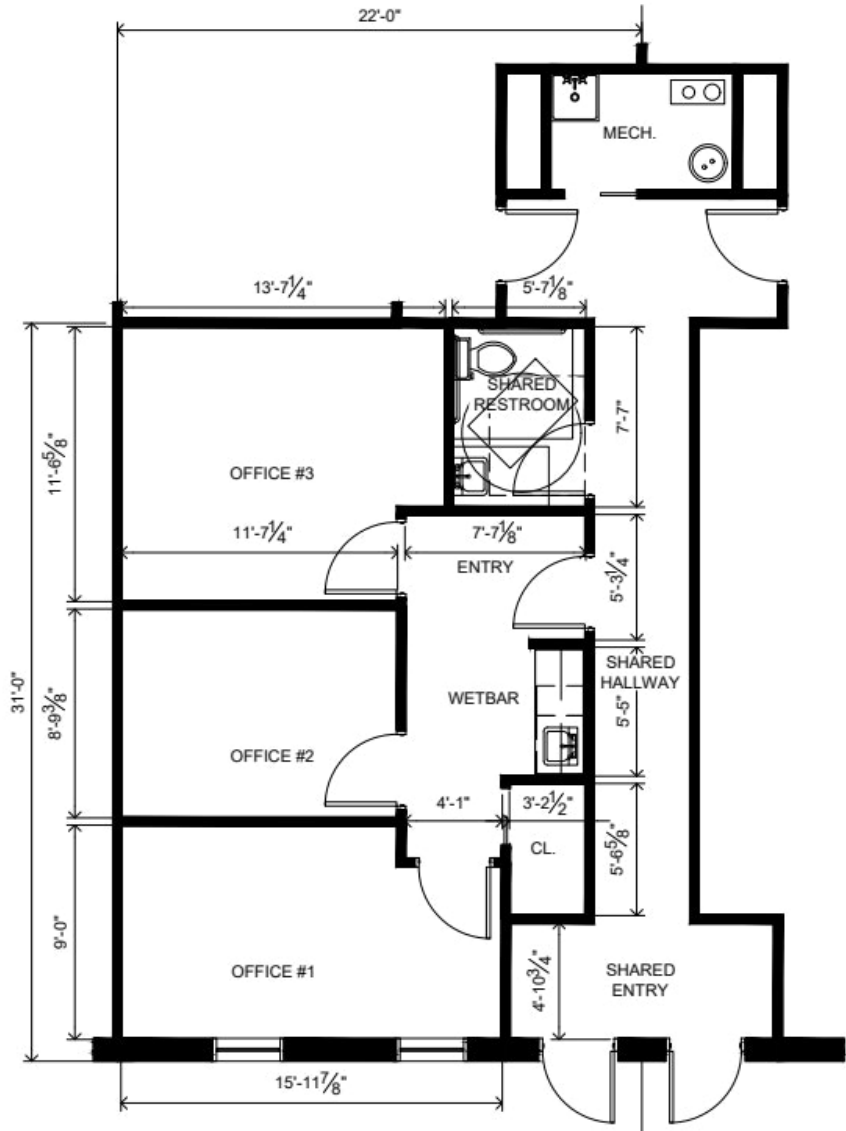 22'-0"
MECH.
13'-7¼"
5'-7⅛"
SHARED
RESTROOM
7'-7"
11'-6⅝"
OFFICE #3
11'-7¼"
7'-7⅛"
ENTRY
5'-3¼"
31'-0"
8'-9⅜"
OFFICE #2
WETBAR
SHARED
HALLWAY
5'-5"
4'-1"
3'-2½"
CL.
5'-6⅝"
9'-0"
OFFICE #1
4'-10¾"
SHARED
ENTRY
15'-11⅞"